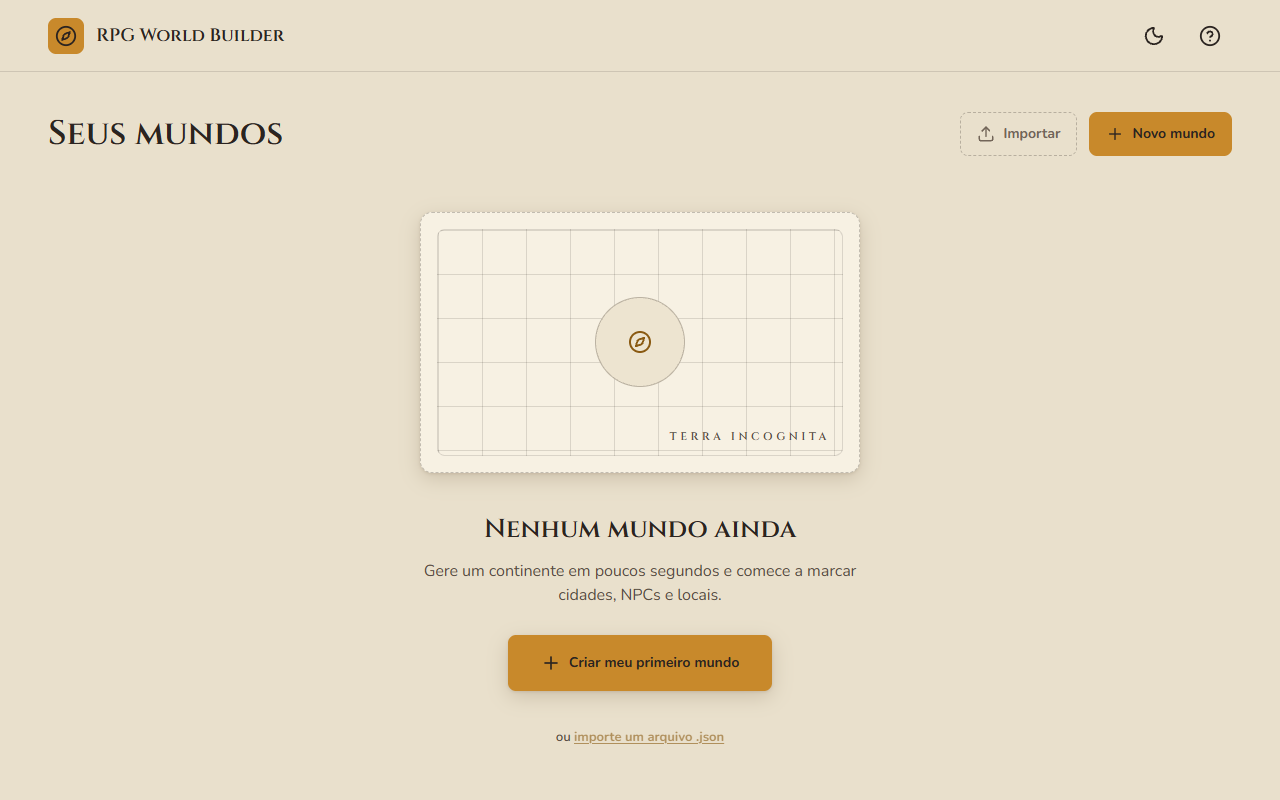 RPG World Builder
Seus mundos
Importar
Novo mundo
TERRA INCOGNITA
Nenhum mundo ainda
Gere um continente em poucos segundos e comece a marcar
cidades, NPCs e locais.
Criar meu primeiro mundo
ou importe um arquivo .json